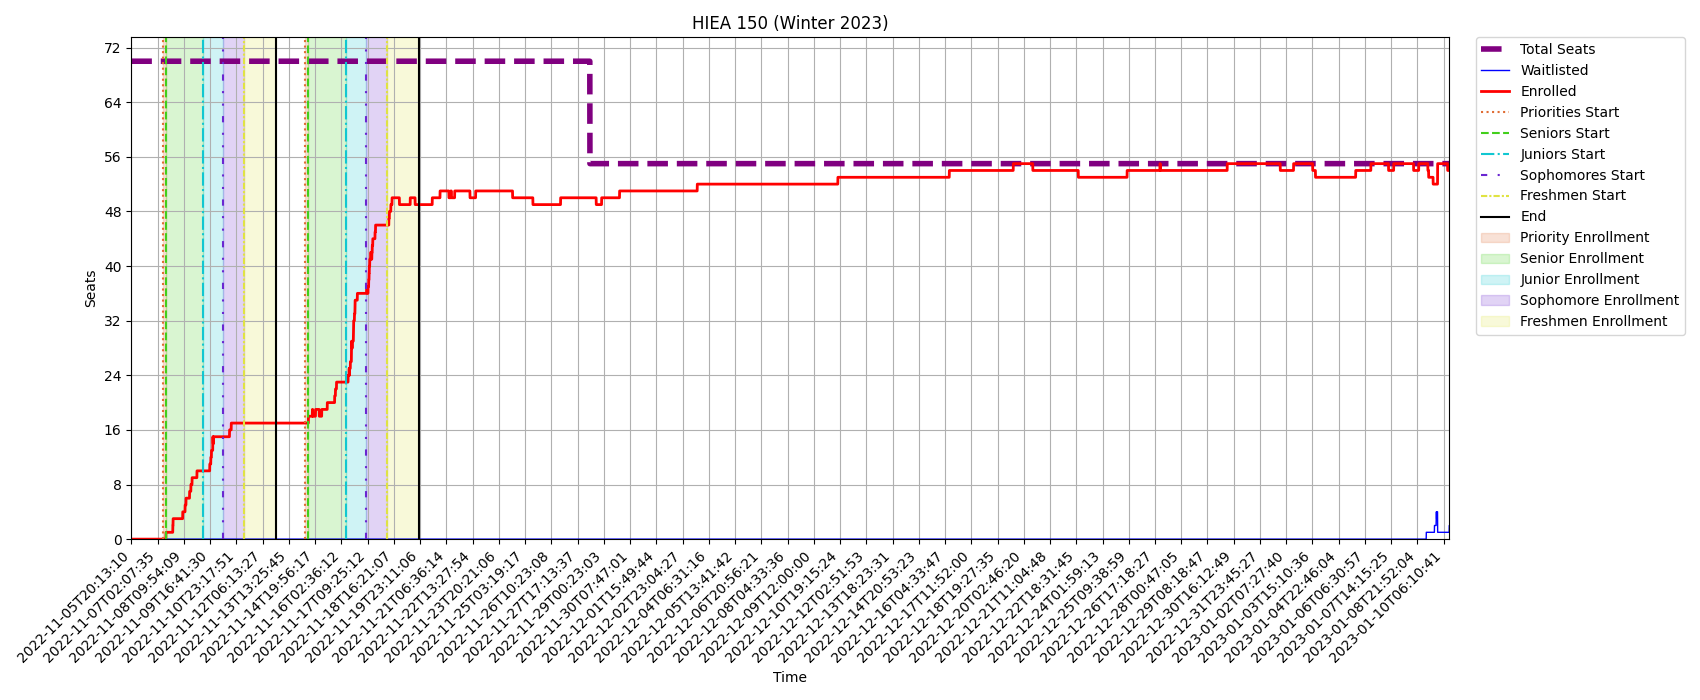 HIEA 150 (Winter 2023)
72
64
56
48
40
32
24
16
8
0
Seats
2022-11-05T20:13:10
2022-11-07T02:07:35
2022-11-08T09:54:09
2022-11-09T16:41:30
2022-11-10T23:17:51
2022-11-12T06:13:27
2022-11-13T13:25:45
2022-11-14T19:56:17
2022-11-16T02:36:12
2022-11-17T09:25:12
2022-11-18T16:21:07
2022-11-19T23:11:06
2022-11-21T06:36:14
2022-11-22T13:27:54
2022-11-23T20:21:06
2022-11-25T03:19:17
2022-11-26T10:23:08
2022-11-27T17:13:37
2022-11-29T00:23:03
2022-11-30T07:47:01
2022-12-01T15:49:44
2022-12-02T23:04:27
2022-12-04T06:31:16
2022-12-05T13:41:42
2022-12-06T20:56:21
2022-12-08T04:33:36
2022-12-09T12:00:00
2022-12-10T19:15:24
2022-12-12T02:51:53
2022-12-13T18:23:31
2022-12-14T20:53:23
2022-12-16T04:33:47
2022-12-17T11:52:00
2022-12-18T19:27:35
2022-12-20T02:46:20
2022-12-21T11:04:48
2022-12-22T18:31:45
2022-12-24T01:59:13
2022-12-25T09:38:59
2022-12-26T17:18:27
2022-12-28T00:47:05
2022-12-29T08:18:47
2022-12-30T16:12:49
2022-12-31T23:45:27
2023-01-02T07:27:40
2023-01-03T15:10:36
2023-01-04T22:46:04
2023-01-06T06:30:57
2023-01-07T14:15:25
2023-01-08T21:52:04
2023-01-10T06:10:41
Time
Total Seats
Waitlisted
Enrolled
Priorities Start
Seniors Start
Juniors Start
Sophomores Start
Freshmen Start
End
Priority Enrollment
Senior Enrollment
Junior Enrollment
Sophomore Enrollment
Freshmen Enrollment